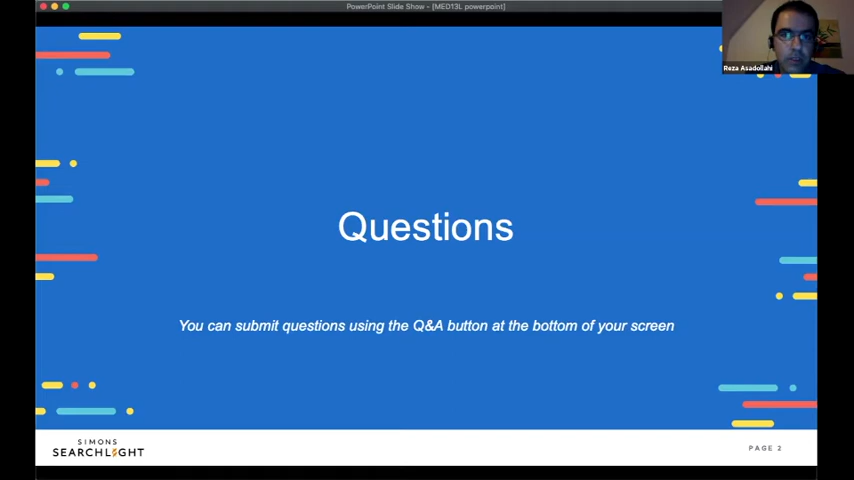 PowerPoint Slide Show - [MED13L powerpoint]
Reza Asadollahi
Questions
You can submit questions using the Q&A button at the bottom of your screen
SIMONS
SEARCHLIGHT
PAGE 2